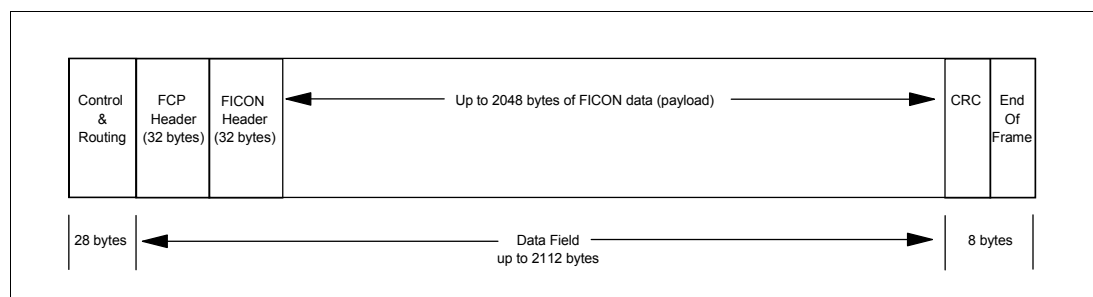 Control
&
Routing
FCP
Header
(32 bytes)
FICON
Header
(32 bytes)
Up to 2048 bytes of FICON data (payload)
CRC
End
Of
Frame
28 bytes
Data Field
up to 2112 bytes
8 bytes